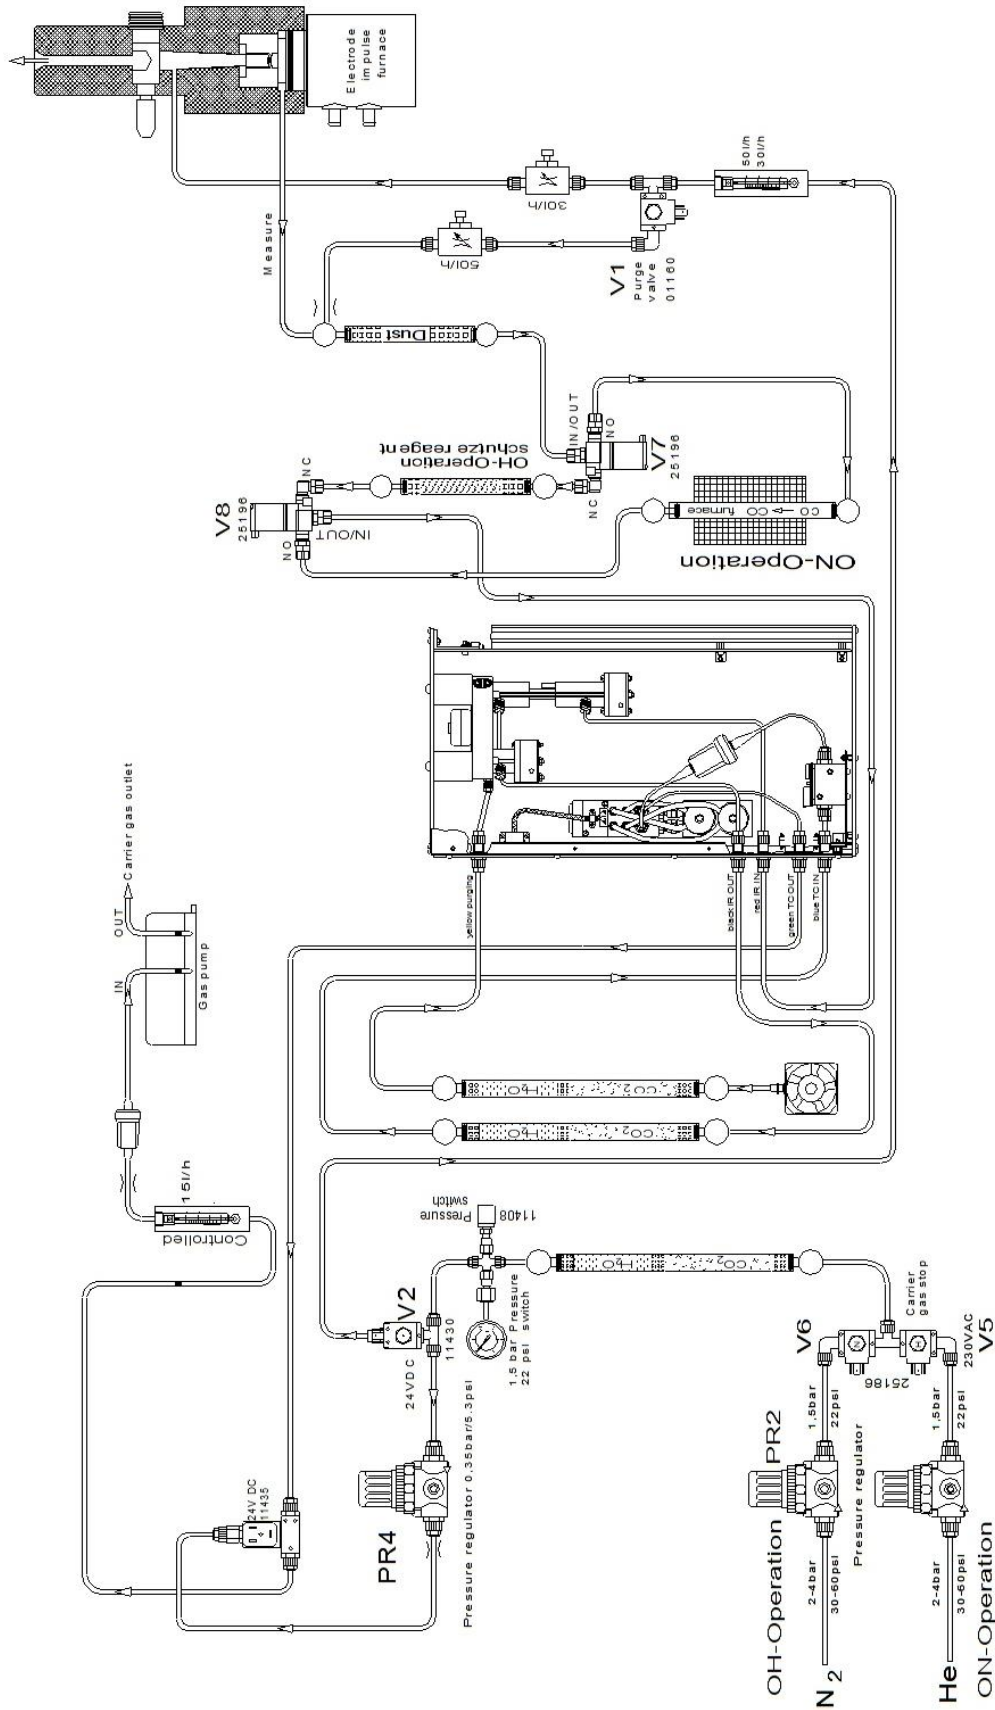 Electrode
impulse
furnace
Measure
30l/h
50l/h
50l/h
30l/h
V1
Purge
valve
01160
Dust
IN/OUT
NO
V7
25196
NC
OH-Operation
schutze reagent
NC
V8
25196
NO
IN/OUT
CO ← CO
furnace
ON-Operation
Carrier gas outlet
OUT
IN
Gas pump
yellow purging
black IR OUT
red IR IN
green TC OUT
blue TC IN
15l/h
Controlled
H2O
CO2
H2O
CO2
Pressure
switch
11408
1,5 bar Pressure
22 psi switch
V2
11430
24VDC
H2O
CO2
24V DC
11435
PR4
Pressure regulator 0.35bar/5.3psi
V6
N
Carrier
gas stop
H
25186
230VAC
V5
1,5bar
22psi
1,5bar
22psi
OH-Operation PR2
Pressure regulator
2-4bar
30-60psi
2-4bar
30-60psi
N2
He
ON-Operation